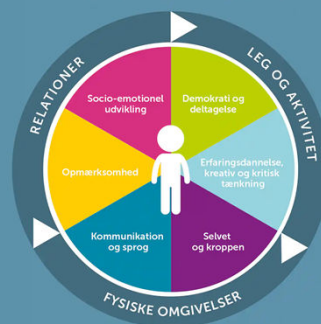 RELATIONER
LEG OG AKTIVITET
Socio-emotionel
udvikling
Demokrati og
deltagelse
Opmærksomhed
Erfaringsdannelse,
kreativ og kritisk
tænkning
Kommunikation
og sprog
Selvet
og kroppen
FYSISKE OMGIVELSER